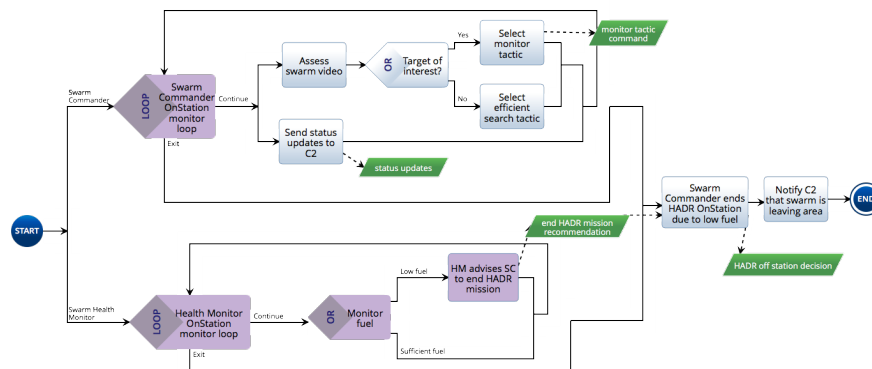 START
Swarm
Commander
LOOP
Swarm
Commander
OnStation
monitor
loop
Continue
Exit
Assess
swarm video
OR
Target of
interest?
Yes
No
Select
monitor
tactic
Select
efficient
search tactic
monitor tactic
command
Send status
updates to
C2
status updates
Swarm Health
Monitor
LOOP
Health Monitor
OnStation
monitor loop
Continue
Exit
OR
Monitor
fuel
Low fuel
Sufficient fuel
HM advises SC
to end HADR
mission
end HADR mission
recommendation
Swarm
Commander ends
HADR OnStation
due to low fuel
Notify C2
that swarm is
leaving area
HADR off station decision
END